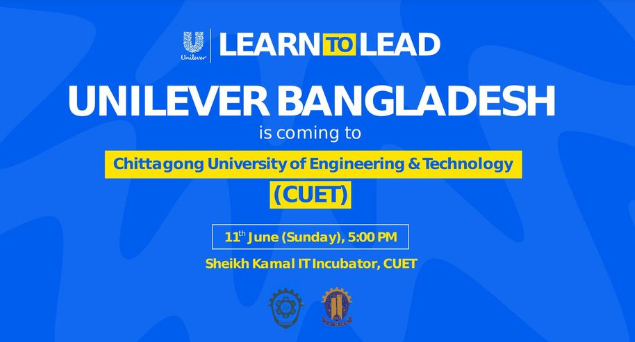 Unilever
LEARN TO LEAD
UNILEVER BANGLADESH
is coming to
Chittagong University of Engineering & Technology
(CUET)
11th June (Sunday), 5:00 PM
Sheikh Kamal IT Incubator, CUET